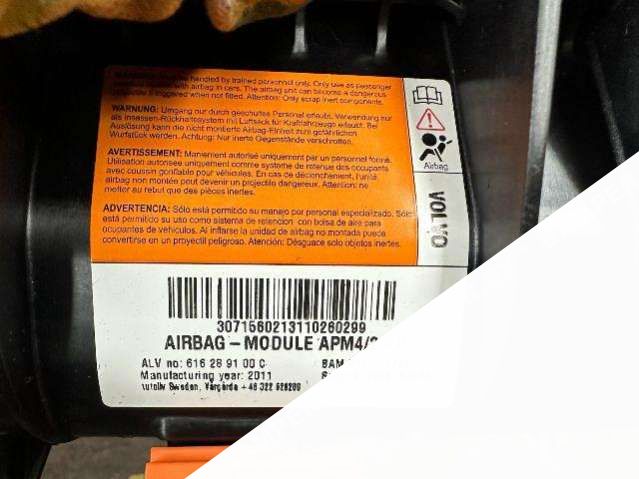 handled by trained personnel only. Only use as passenger
with airbag in cars. The airbag unit can become a dangerous
triggered when not fitted. Attention: Only scrap inert components.
WARNUNG: Umgang nur durch geschultes Personal erlaubt. Verwendung nur
als Insassen-Rückhaltesystem mit Luftsack für Kraftfahrzeuge erlaubt. Bei
Auslösung kann die nicht montierte Airbag-Einheit zum gefährlichen
Wurfstück werden. Achtung: Nur inerte Gegenstände verschrotten.
AVERTISSEMENT: Maniement autorisé uniquement par un personnel formé.
Utilisation autorisée uniquement comme système de retenue des occupants
avec coussin gonflable pour véhicules. En cas de déclenchement, l'unité
airbag non montée peut devenir un projectile dangereux. Attention: ne
mettre au rebut que des pièces inertes.
ADVERTENCIA: Sólo está permitido su manejo por personal especializado. Sólo
está permitido su uso como sistema de retención con bolsa de aire para
ocupantes de vehículos. Al inflarse la unidad de airbag no montada puede
convertirse en un proyectil peligroso. Atención: Desguace solo objetos inertes.
Airbag
VOLVO
3071560213110260299
AIRBAG - MODULE APM4/
ALV no: 616 28 91 00 C
BAM
Manufacturing year: 2011
Autoliv Sweden, Vårgårda +46 322 626200